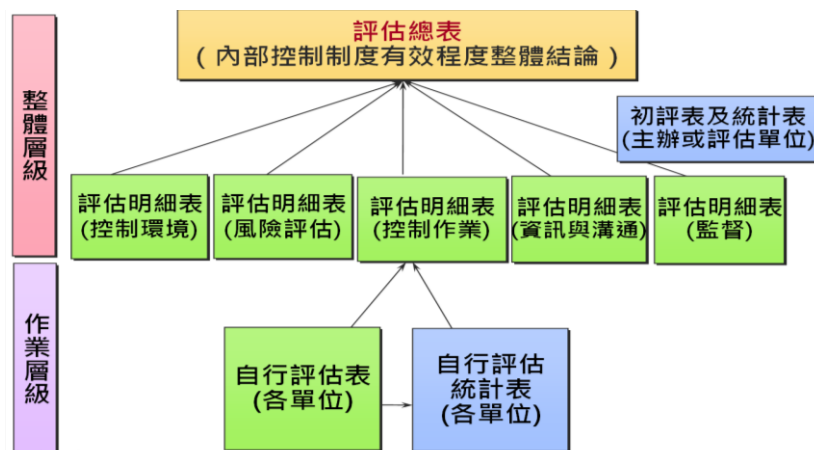 評估總表
(內部控制制度有效程度整體結論)
整體層級
初評表及統計表
(主辦或評估單位)
評估明細表
(控制環境)
評估明細表
(風險評估)
評估明細表
(控制作業)
評估明細表
(資訊與溝通)
評估明細表
(監督)
作業層級
自行評估表
(各單位)
自行評估
統計表
(各單位)